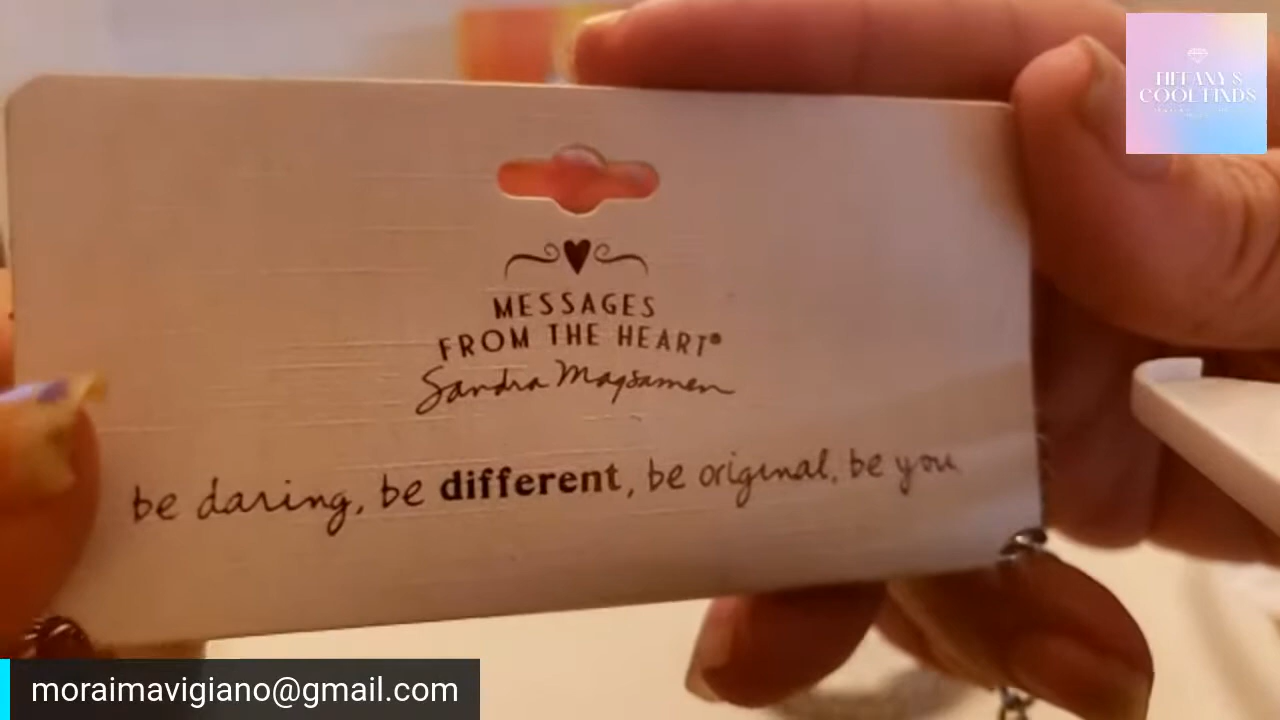 TIFFANY'S
COOL FINDS
MESSAGES
FROM THE HEART®
Sandra Magsamen
be daring, be different, be original, be you
moraimavigiano@gmail.com